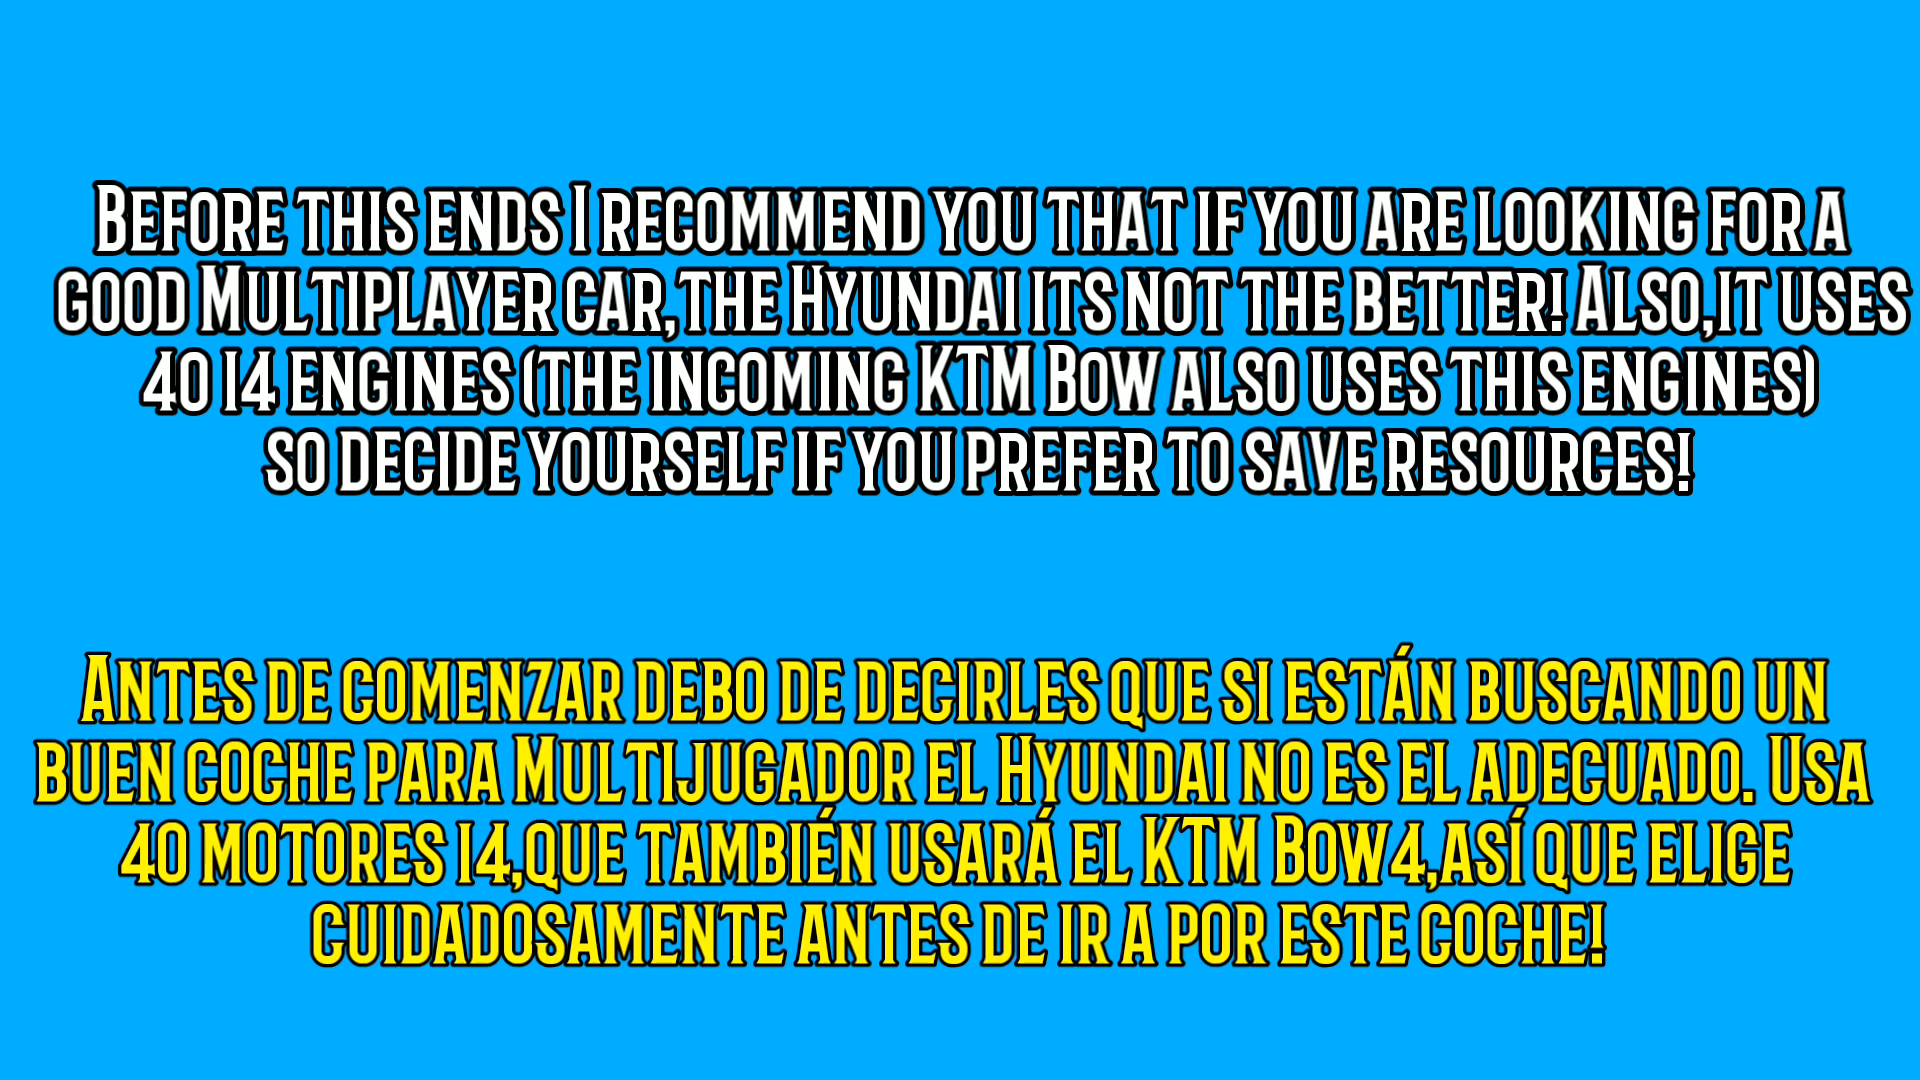 Before this ends I recommend you that if you are looking for a
good Multiplayer car,the Hyundai its not the better! Also,it uses
40 i4 engines (the incoming KTM Bow also uses this engines)
so decide yourself if you prefer to save resources!
Antes de comenzar debo de decirles que si están buscando un
buen coche para Multijugador el Hyundai no es el adecuado. Usa
40 motores i4,que también usará el KTM Bow4,así que elige
cuidadosamente antes de ir a por este coche!